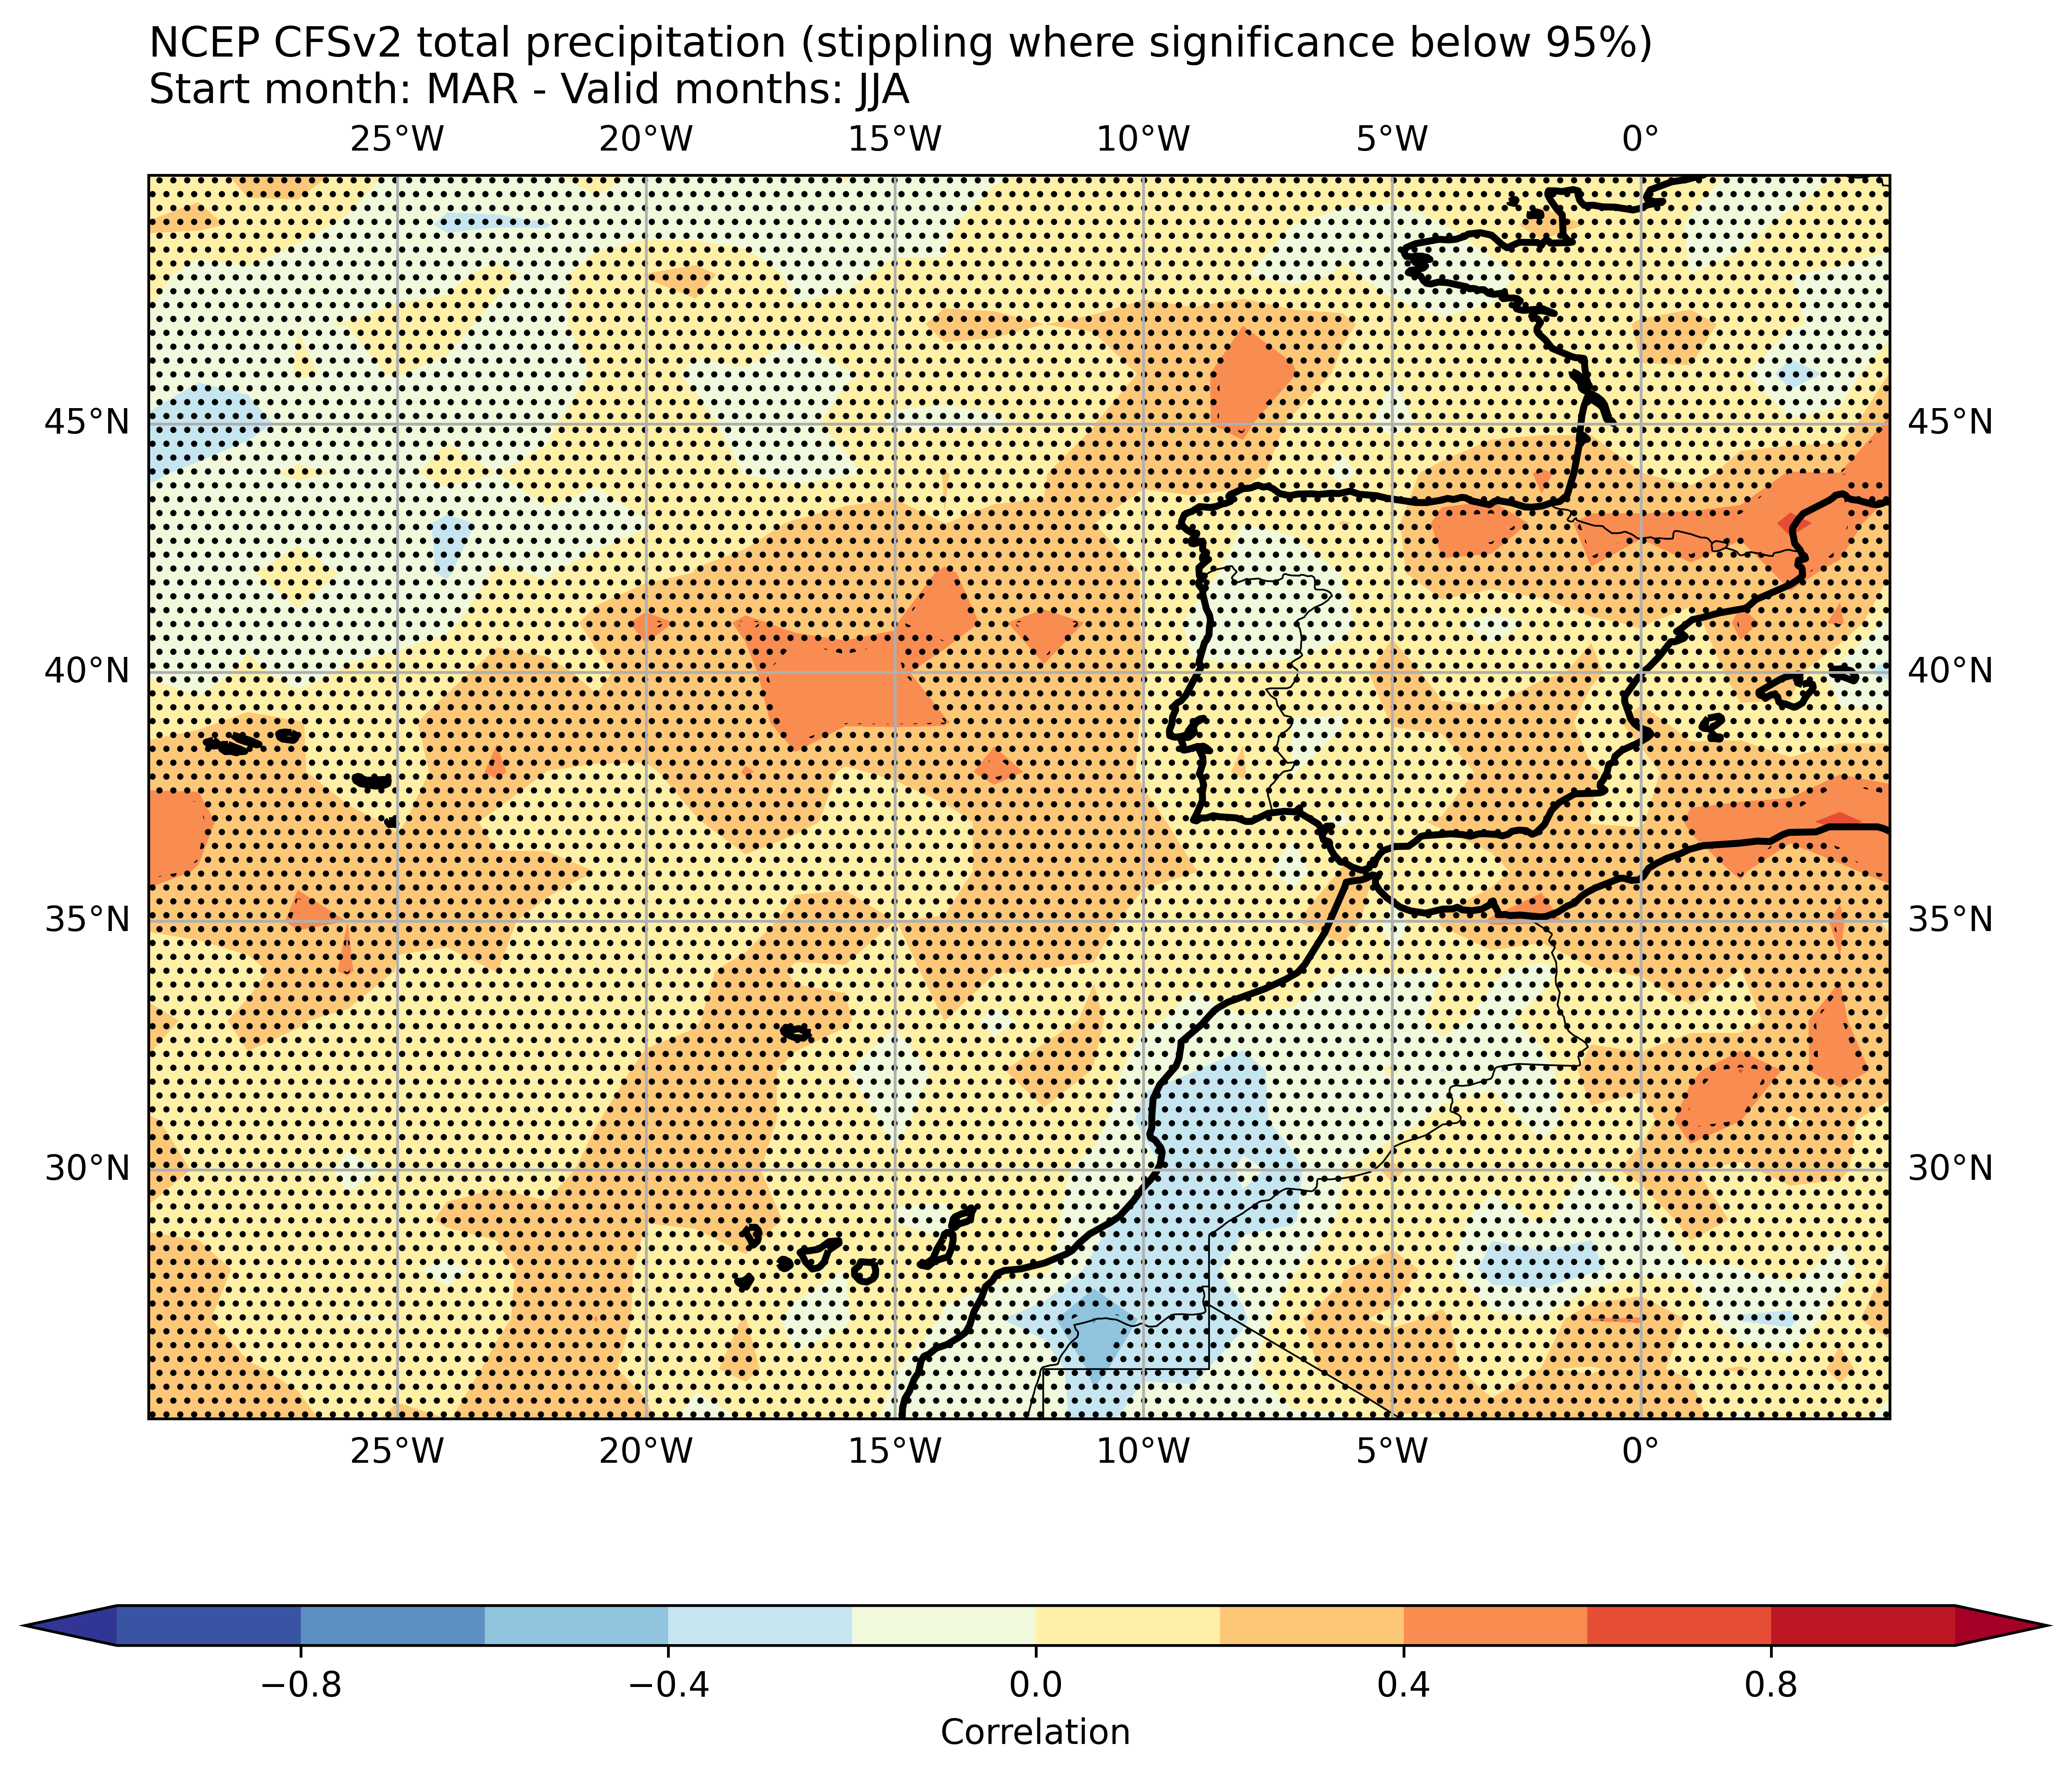 NCEP CFSv2 total precipitation (stippling where significance below 95%)
Start month: MAR - Valid months: JJA
25°W 20°W 15°W 10°W 5°W 0°
45°N 45°N
40°N 40°N
35°N 35°N
30°N 30°N
25°W 20°W 15°W 10°W 5°W 0°
−0.8 −0.4 0.0 0.4 0.8
Correlation